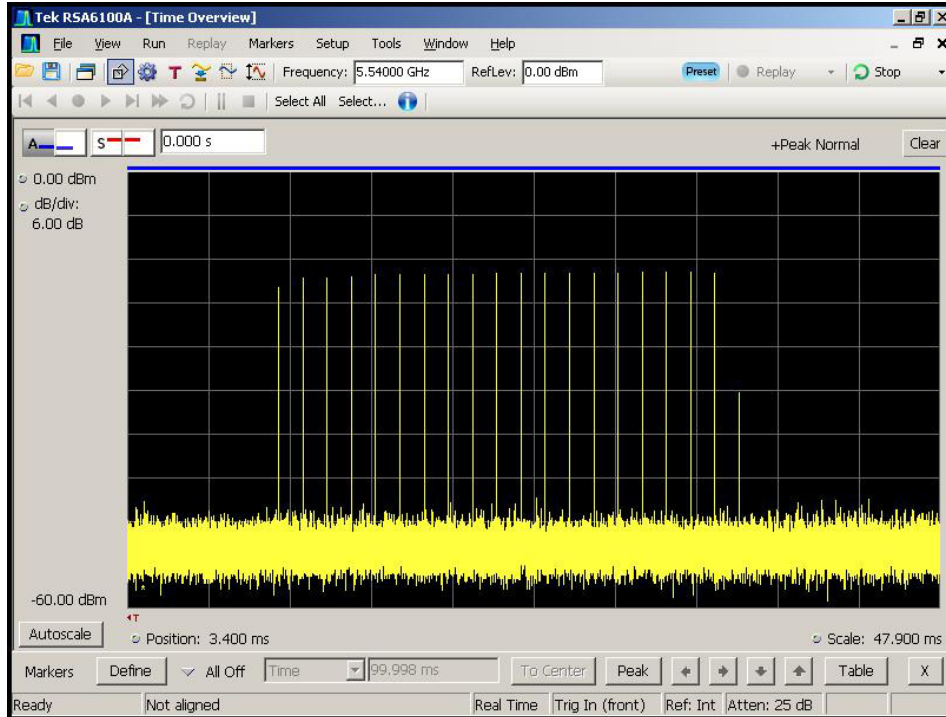 Tek RSA6100A - [Time Overview]
File View Run Replay Markers Setup Tools Window Help
T Frequency: 5.54000 GHz RefLev: 0.00 dBm Preset Replay Stop
Select All Select...
A S 0.000 s +Peak Normal Clear
0.00 dBm
dB/div:
6.00 dB
-60.00 dBm
T
Autoscale Position: 3.400 ms Scale: 47.900 ms
Markers Define All Off Time 99.998 ms To Center Peak Table X
Ready Not aligned Real Time Trig In (front) Ref: Int Atten: 25 dB